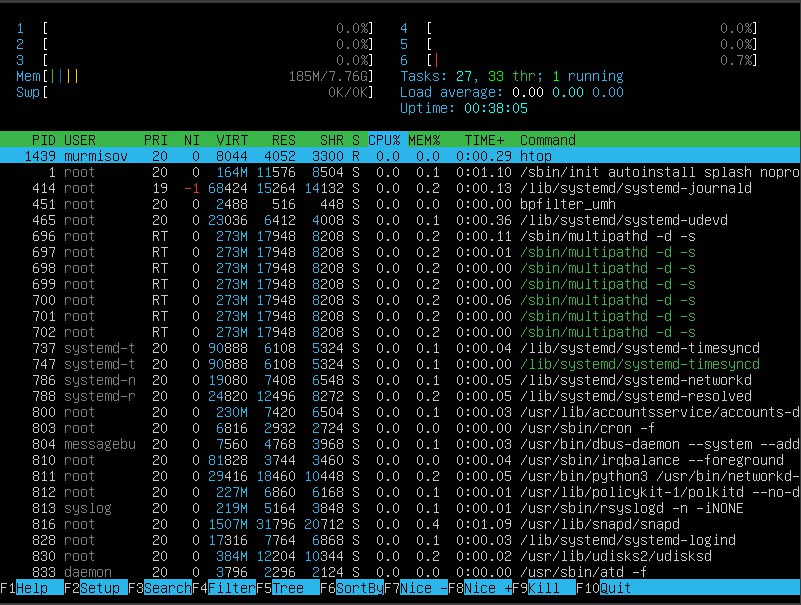 1 [ 0.0%] 4 [ 0.0%]
2 [ 0.0%] 5 [ 0.0%]
3 [ 0.0%] 6 [| 0.7%]
Mem[|||| 185M/7.76G] Tasks: 27, 33 thr; 1 running
Swp[ 0K/0K] Load average: 0.00 0.00 0.00
Uptime: 00:38:05
PID USER PRI NI VIRT RES SHR S CPU% MEM% TIME+ Command
1439 murmisov 20 0 8044 4052 3300 R 0.0 0.0 0:00.29 htop
1 root 20 0 164M 11576 8504 S 0.0 0.1 0:01.10 /sbin/init autoinstall splash nopro
414 root 19 -1 68424 15264 14132 S 0.0 0.2 0:00.13 /lib/systemd/systemd-journald
451 root 20 0 2488 516 448 S 0.0 0.0 0:00.00 bpfilter_umh
465 root 20 0 23036 6412 4008 S 0.0 0.1 0:00.36 /lib/systemd/systemd-udevd
696 root RT 0 273M 17948 8208 S 0.0 0.2 0:00.11 /sbin/multipathd -d -s
697 root RT 0 273M 17948 8208 S 0.0 0.2 0:00.01 /sbin/multipathd -d -s
698 root RT 0 273M 17948 8208 S 0.0 0.2 0:00.00 /sbin/multipathd -d -s
699 root RT 0 273M 17948 8208 S 0.0 0.2 0:00.00 /sbin/multipathd -d -s
700 root RT 0 273M 17948 8208 S 0.0 0.2 0:00.06 /sbin/multipathd -d -s
701 root RT 0 273M 17948 8208 S 0.0 0.2 0:00.00 /sbin/multipathd -d -s
702 root RT 0 273M 17948 8208 S 0.0 0.2 0:00.00 /sbin/multipathd -d -s
737 systemd-t 20 0 90888 6108 5324 S 0.0 0.1 0:00.04 /lib/systemd/systemd-timesyncd
747 systemd-t 20 0 90888 6108 5324 S 0.0 0.1 0:00.00 /lib/systemd/systemd-timesyncd
786 systemd-n 20 0 19080 7408 6548 S 0.0 0.1 0:00.05 /lib/systemd/systemd-networkd
788 systemd-r 20 0 24820 12496 8272 S 0.0 0.2 0:00.05 /lib/systemd/systemd-resolved
800 root 20 0 230M 7420 6504 S 0.0 0.1 0:00.03 /usr/lib/accountsservice/accounts-d
803 root 20 0 6816 2932 2724 S 0.0 0.0 0:00.00 /usr/sbin/cron -f
804 messagebu 20 0 7560 4768 3968 S 0.0 0.1 0:00.03 /usr/bin/dbus-daemon --system --add
810 root 20 0 81828 3744 3460 S 0.0 0.0 0:00.04 /usr/sbin/irqbalance --foreground
811 root 20 0 29416 18460 10448 S 0.0 0.2 0:00.05 /usr/bin/python3 /usr/bin/networkd-
812 root 20 0 227M 6860 6168 S 0.0 0.1 0:00.01 /usr/lib/policykit-1/polkitd --no-d
813 syslog 20 0 219M 5164 3848 S 0.0 0.1 0:00.01 /usr/sbin/rsyslogd -n -iNONE
816 root 20 0 1507M 31796 20712 S 0.0 0.4 0:01.09 /usr/lib/snapd/snapd
828 root 20 0 17316 7764 6868 S 0.0 0.1 0:00.03 /lib/systemd/systemd-logind
830 root 20 0 384M 12204 10344 S 0.0 0.2 0:00.02 /usr/lib/udisks2/udisksd
833 daemon 20 0 3796 2296 2124 S 0.0 0.0 0:00.00 /usr/sbin/atd -f
F1Help F2Setup F3SearchF4FilterF5Tree F6SortByF7Nice -F8Nice +F9Kill F10Quit